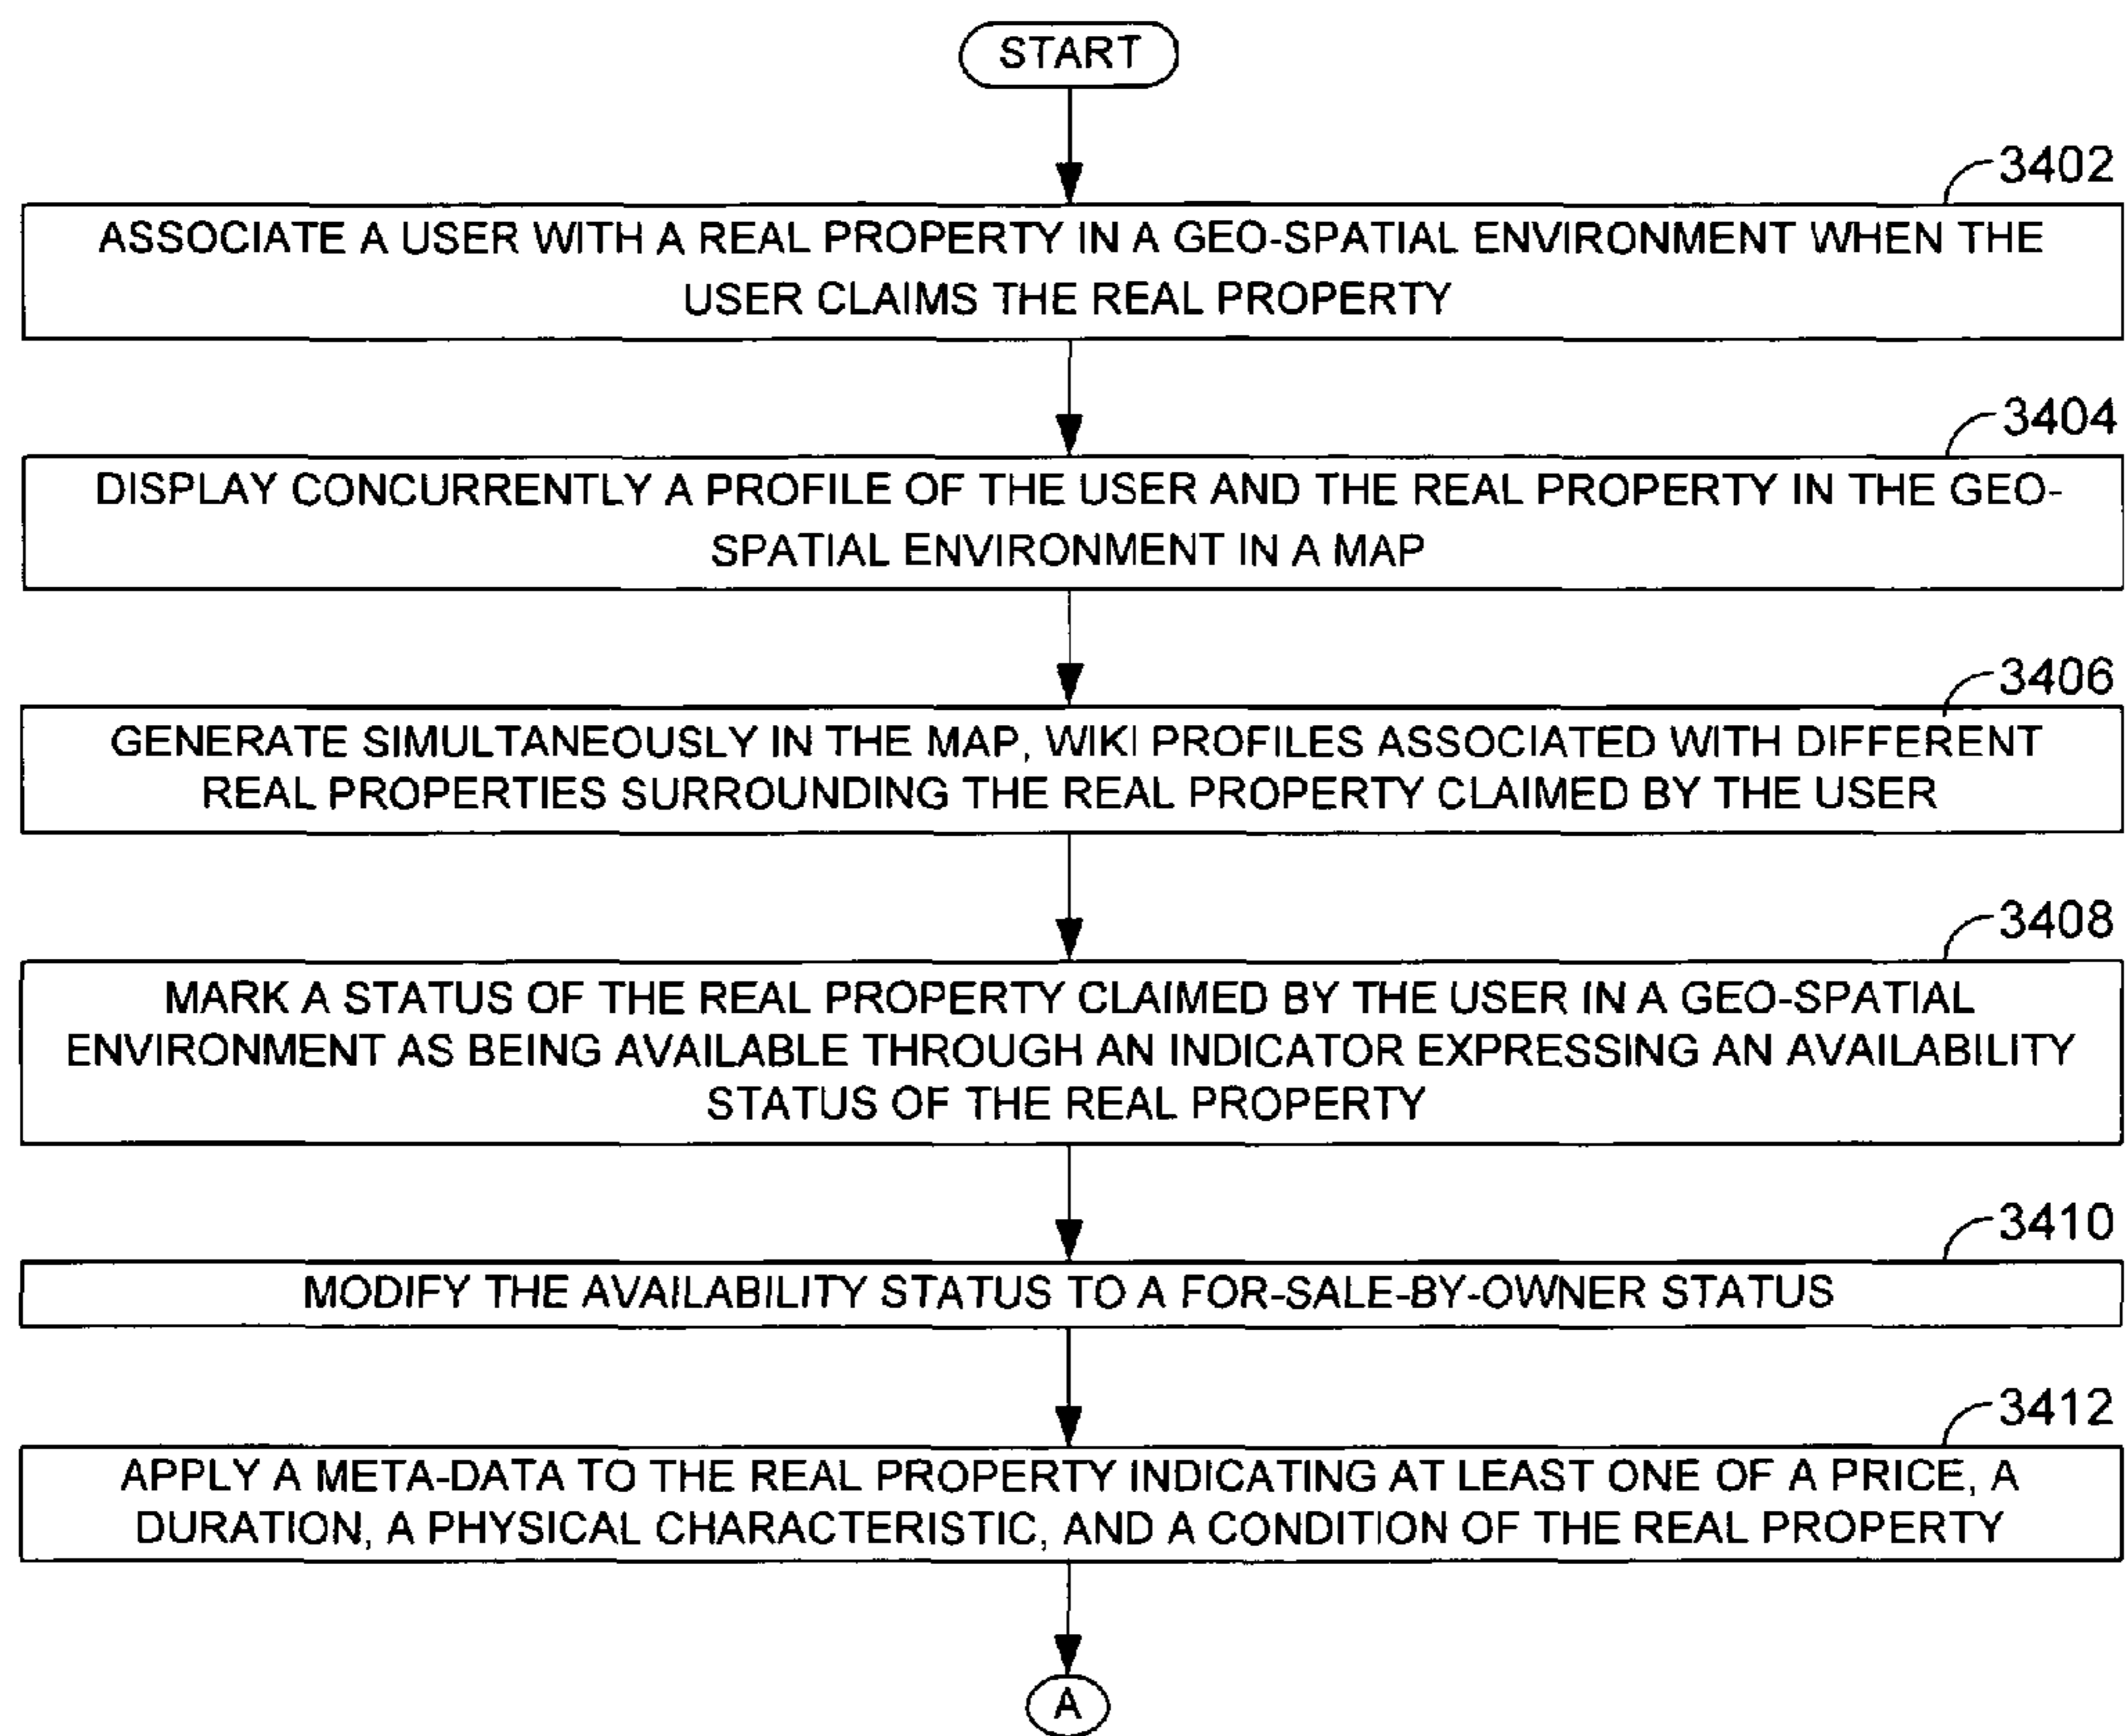 START
3402
ASSOCIATE A USER WITH A REAL PROPERTY IN A GEO-SPATIAL ENVIRONMENT WHEN THE
USER CLAIMS THE REAL PROPERTY
3404
DISPLAY CONCURRENTLY A PROFILE OF THE USER AND THE REAL PROPERTY IN THE GEO-
SPATIAL ENVIRONMENT IN A MAP
3406
GENERATE SIMULTANEOUSLY IN THE MAP, WIKI PROFILES ASSOCIATED WITH DIFFERENT
REAL PROPERTIES SURROUNDING THE REAL PROPERTY CLAIMED BY THE USER
3408
MARK A STATUS OF THE REAL PROPERTY CLAIMED BY THE USER IN A GEO-SPATIAL
ENVIRONMENT AS BEING AVAILABLE THROUGH AN INDICATOR EXPRESSING AN AVAILABILITY
STATUS OF THE REAL PROPERTY
3410
MODIFY THE AVAILABILITY STATUS TO A FOR-SALE-BY-OWNER STATUS
3412
APPLY A META-DATA TO THE REAL PROPERTY INDICATING AT LEAST ONE OF A PRICE, A
DURATION, A PHYSICAL CHARACTERISTIC, AND A CONDITION OF THE REAL PROPERTY
A